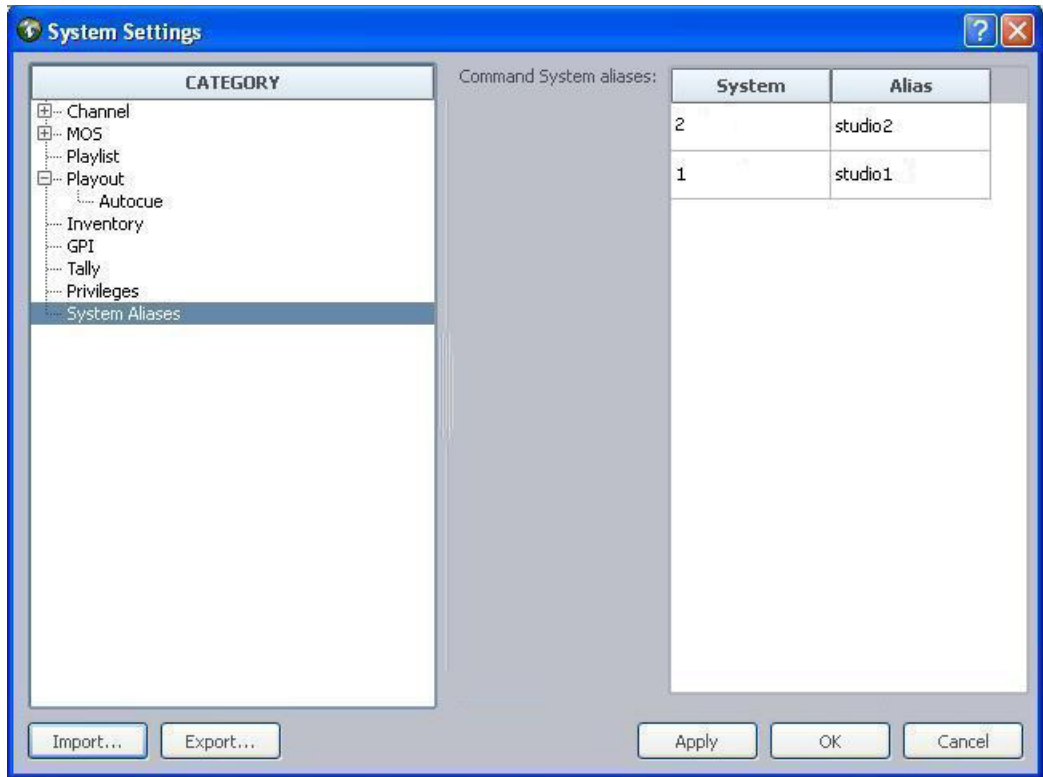 System Settings
CATEGORY
Channel
MOS
Playlist
Playout
Autocue
Inventory
GPI
Tally
Privileges
System Aliases
Command System aliases:
System Alias
2 studio2
1 studio1
Import... Export... Apply OK Cancel